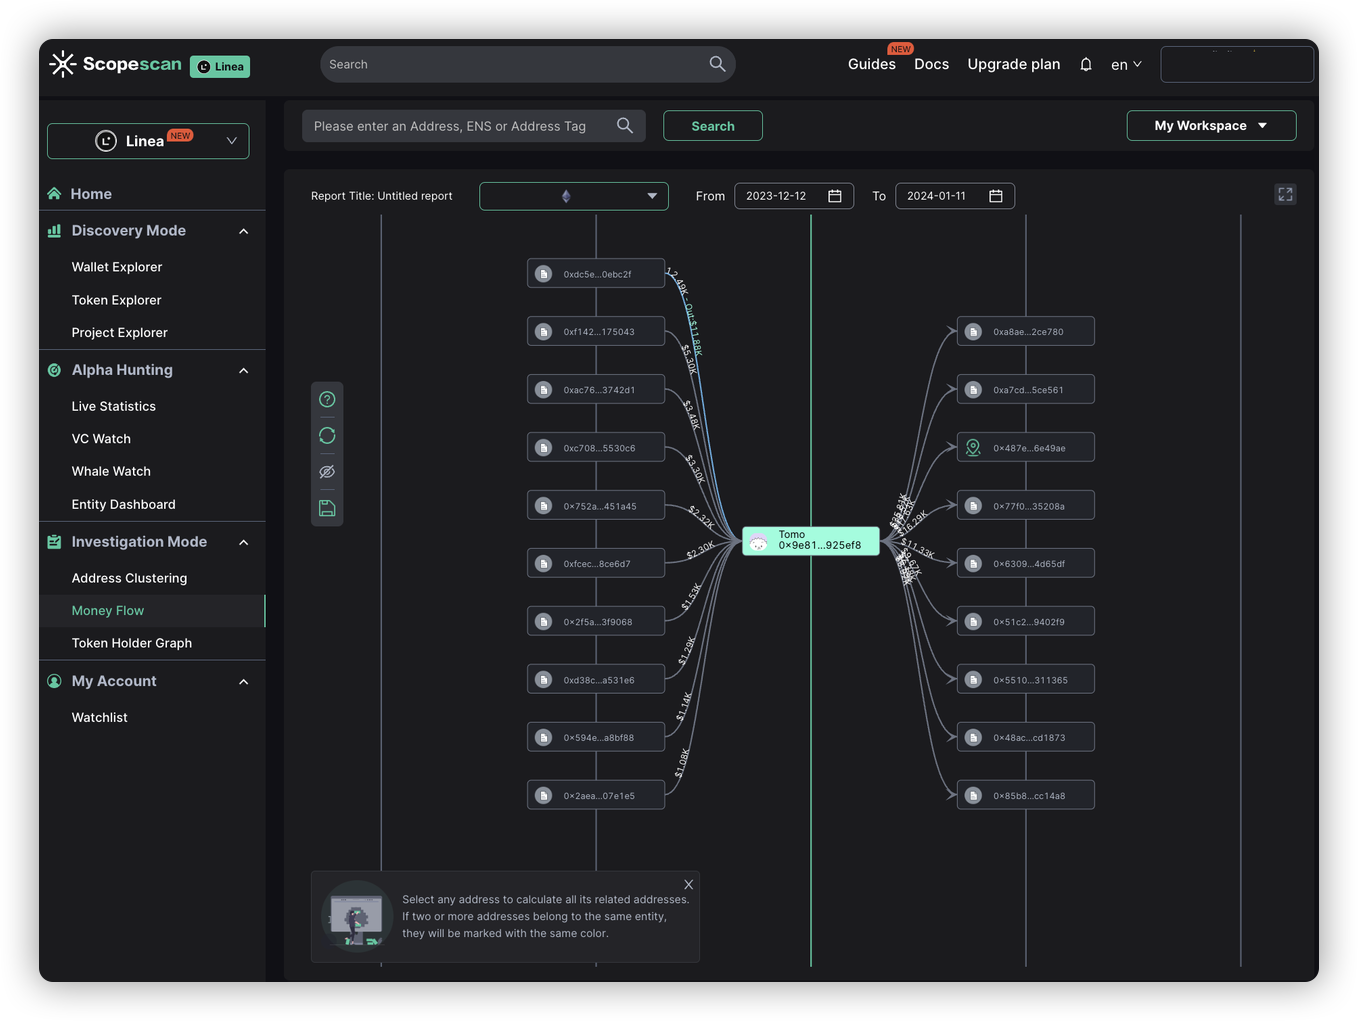 Scopescan
Linea
Search
Guides
NEW
Docs
Upgrade plan
en
Linea NEW
Please enter an Address, ENS or Address Tag
Search
My Workspace
Home
Discovery Mode
Wallet Explorer
Token Explorer
Project Explorer
Alpha Hunting
Live Statistics
VC Watch
Whale Watch
Entity Dashboard
Investigation Mode
Address Clustering
Money Flow
Token Holder Graph
My Account
Watchlist
Report Title: Untitled report
From
2023-12-12
To
2024-01-11
0xdc5e...0ebc2f
0xf142...175043
0xac76...3742d1
0xc708...5530c6
0x752a...451a45
0xfcec...8ce6d7
0x2f5a...3f9068
0xd38c...a531e6
0x594e...a8bf88
0x2aea...07e1e5
12.49K - Out:$11.88K
$5.30K
$3.48K
$3.30K
$2.32K
$2.30K
$1.53K
$1.29K
$1.14K
$1.08K
Tomo
0x9e81...925ef8
$16.29K
$11.33K
0xa8ae...2ce780
0xa7cd...5ce561
0x487e...6e49ae
0x77f0...35208a
0x6309...4d65df
0x51c2...9402f9
0x5510...311365
0x48ac...cd1873
0x85b8...cc14a8
Select any address to calculate all its related addresses.
If two or more addresses belong to the same entity,
they will be marked with the same color.